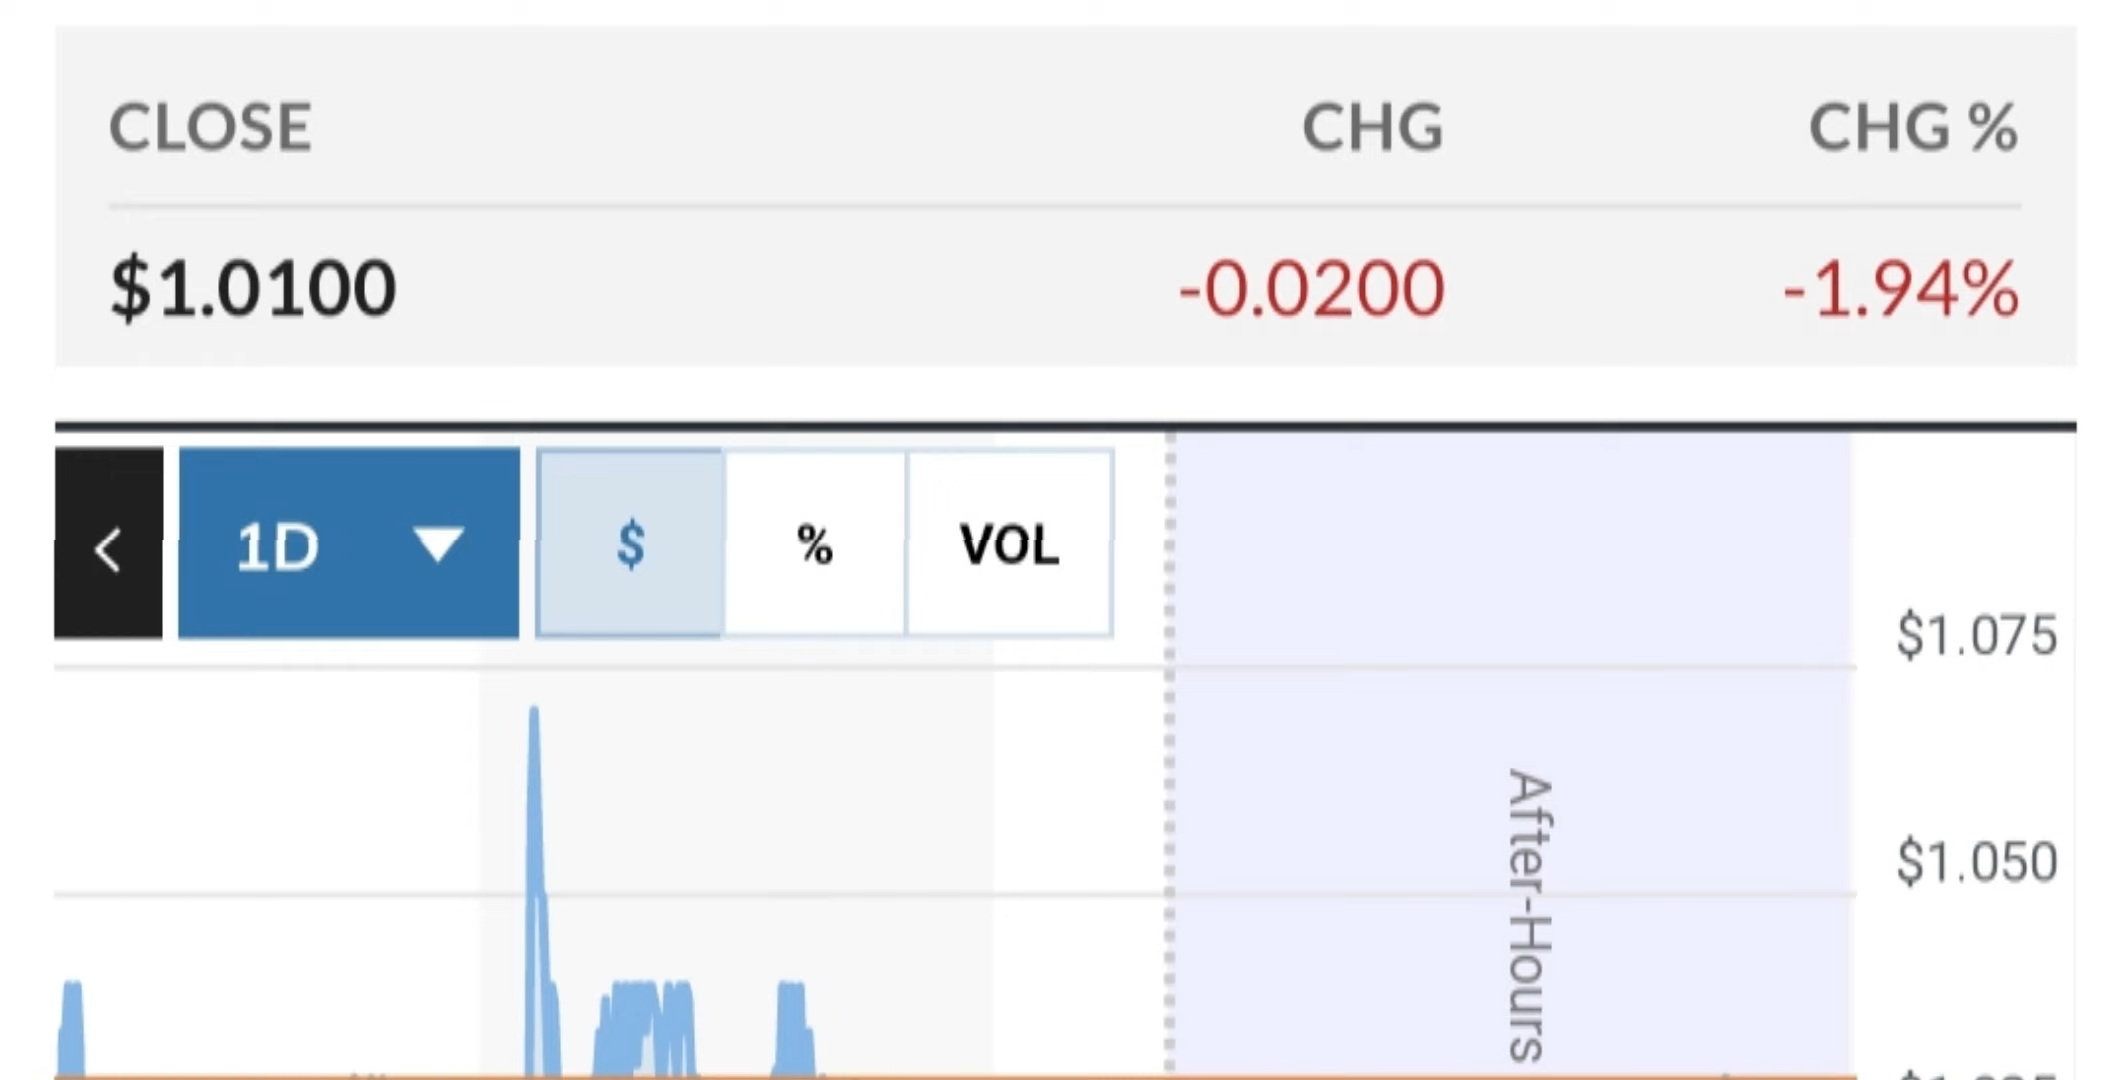 CLOSE CHG CHG %
$1.0100 -0.0200 -1.94%
< 1D $ % VOL
$1.075
$1.050
After-Hours